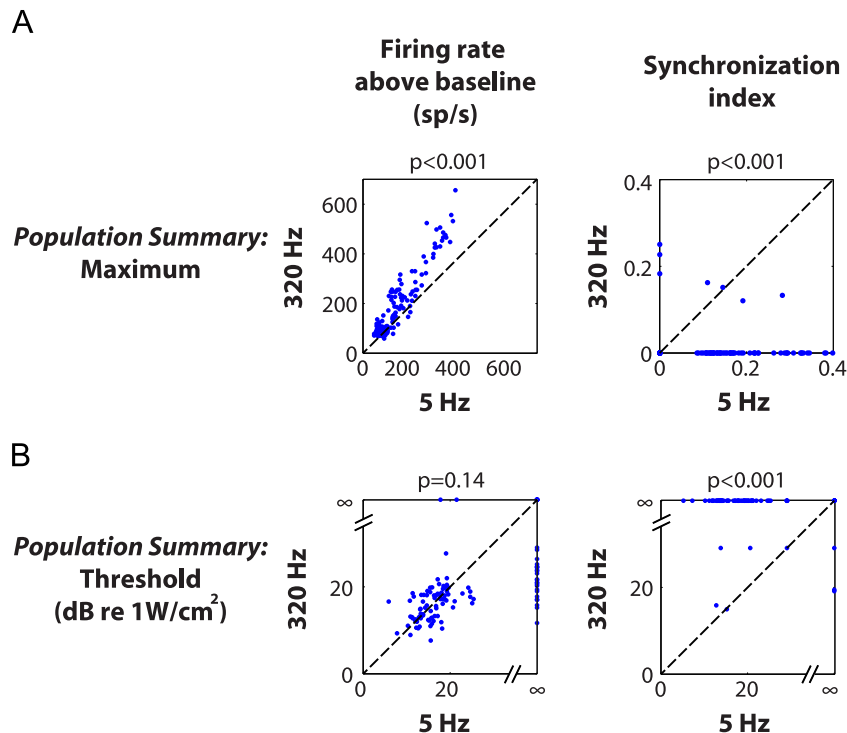 A
Firing rate
above baseline
(sp/s)
Synchronization
index
p<0.001
p<0.001
Population Summary:
Maximum
320 Hz
600
400
200
0
0 200 400 600
5 Hz
320 Hz
0.4
0.2
0
0 0.2 0.4
5 Hz
B
p=0.14
p<0.001
Population Summary:
Threshold
(dB re 1W/cm²)
320 Hz
∞
20
0
0 20 ∞
5 Hz
320 Hz
∞
20
0
0 20 ∞
5 Hz